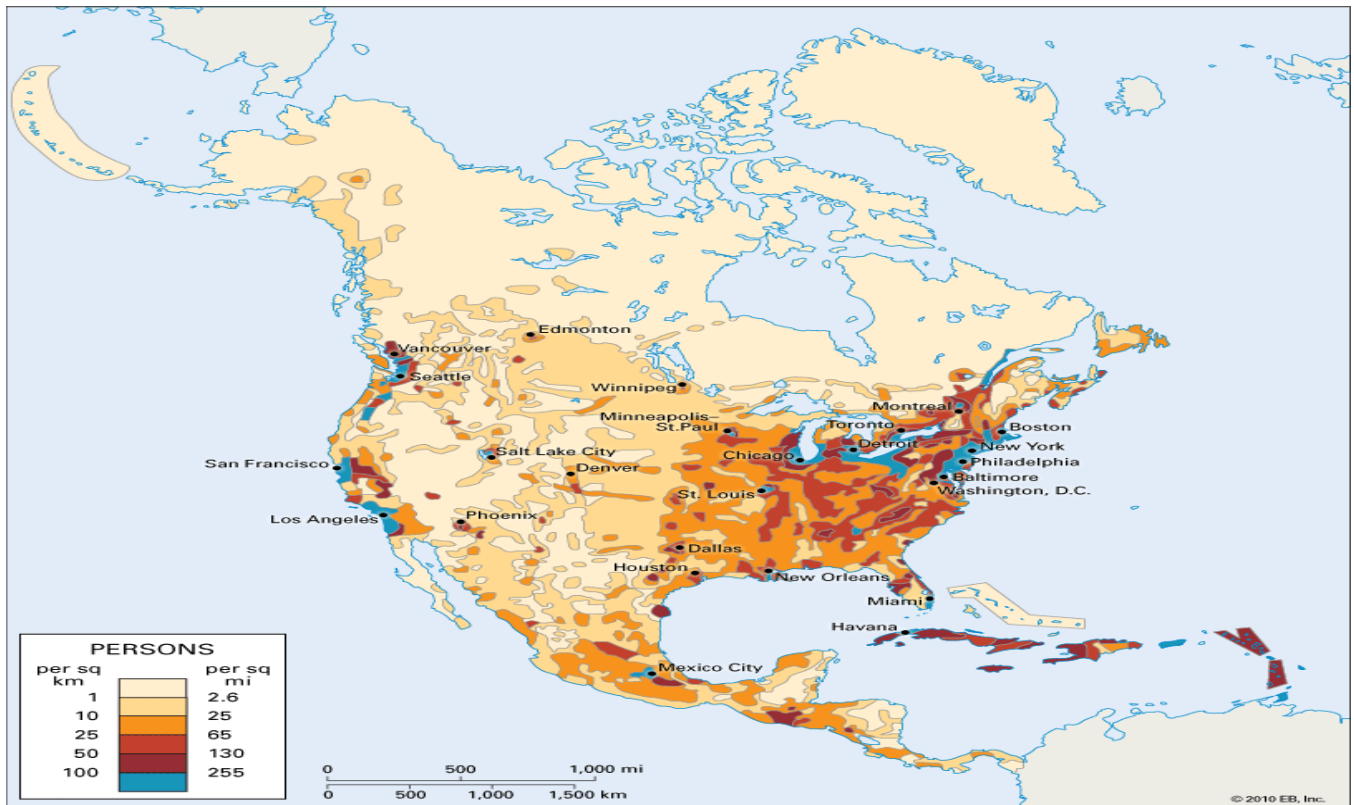 Edmonton
Vancouver
Seattle
Winnipeg
Minneapolis–
St. Paul
Montreal
Toronto
Boston
Detroit
New York
Chicago
Philadelphia
Salt Lake City
San Francisco
Denver
Baltimore
Washington, D.C.
St. Louis
Los Angeles
Phoenix
Dallas
Houston
New Orleans
Miami
Havana
Mexico City
PERSONS
per sq km per sq mi
1 2.6
10 25
25 65
50 130
100 255
0 500 1,000 mi
0 500 1,000 1,500 km
© 2010 EB, Inc.